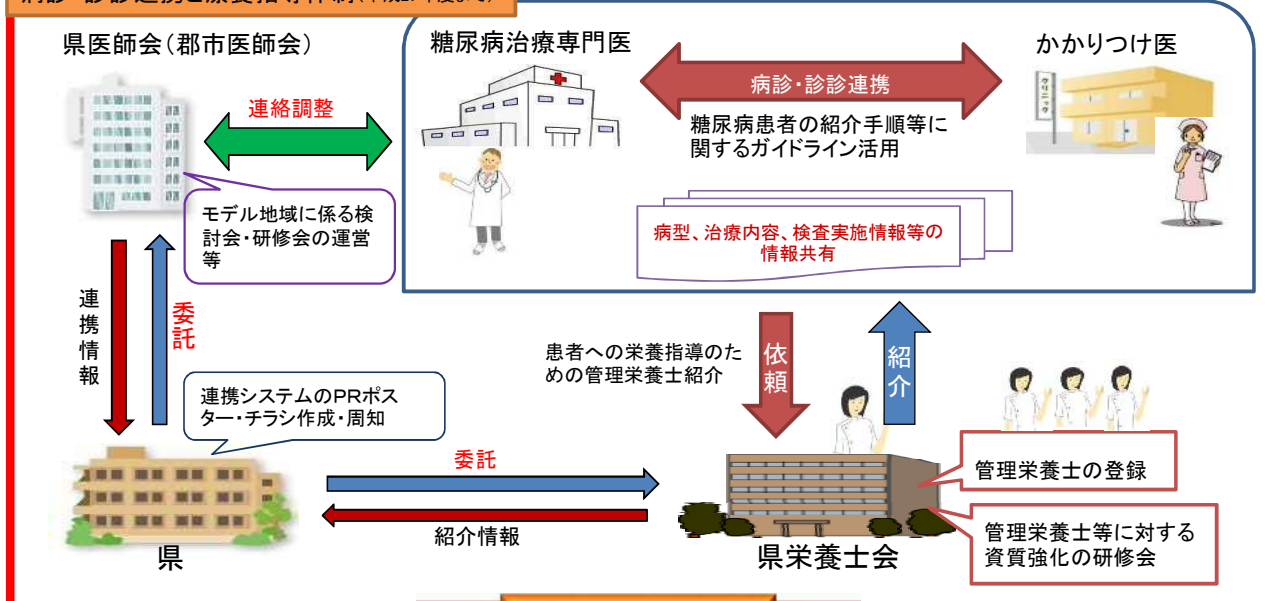 県医師会(郡市医師会)
糖尿病治療専門医
かかりつけ医
クリニック
連絡調整
病診・診診連携
糖尿病患者の紹介手順等に
関するガイドライン活用
モデル地域に係る検
討会・研修会の運営
等
病型、治療内容、検査実施情報等の
情報共有
連携情報
委託
患者への栄養指導のた
めの管理栄養士紹介
依頼
紹介
連携システムのPRポス
ター・チラシ作成・周知
委託
紹介情報
管理栄養士の登録
管理栄養士等に対する
資質強化の研修会
県
県栄養士会